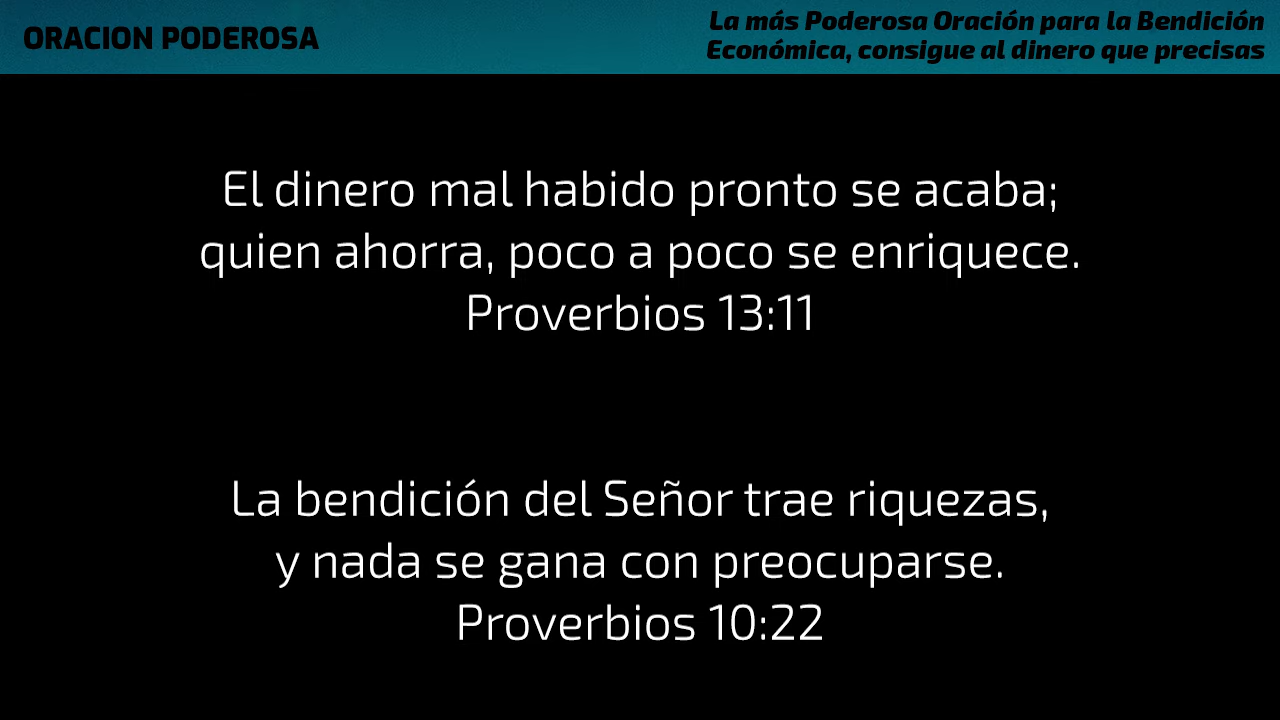 ORACION PODEROSA
La más Poderosa Oración para la Bendición
Económica, consigue al dinero que precisas
El dinero mal habido pronto se acaba;
quien ahorra, poco a poco se enriquece.
Proverbios 13:11
La bendición del Señor trae riquezas,
y nada se gana con preocuparse.
Proverbios 10:22